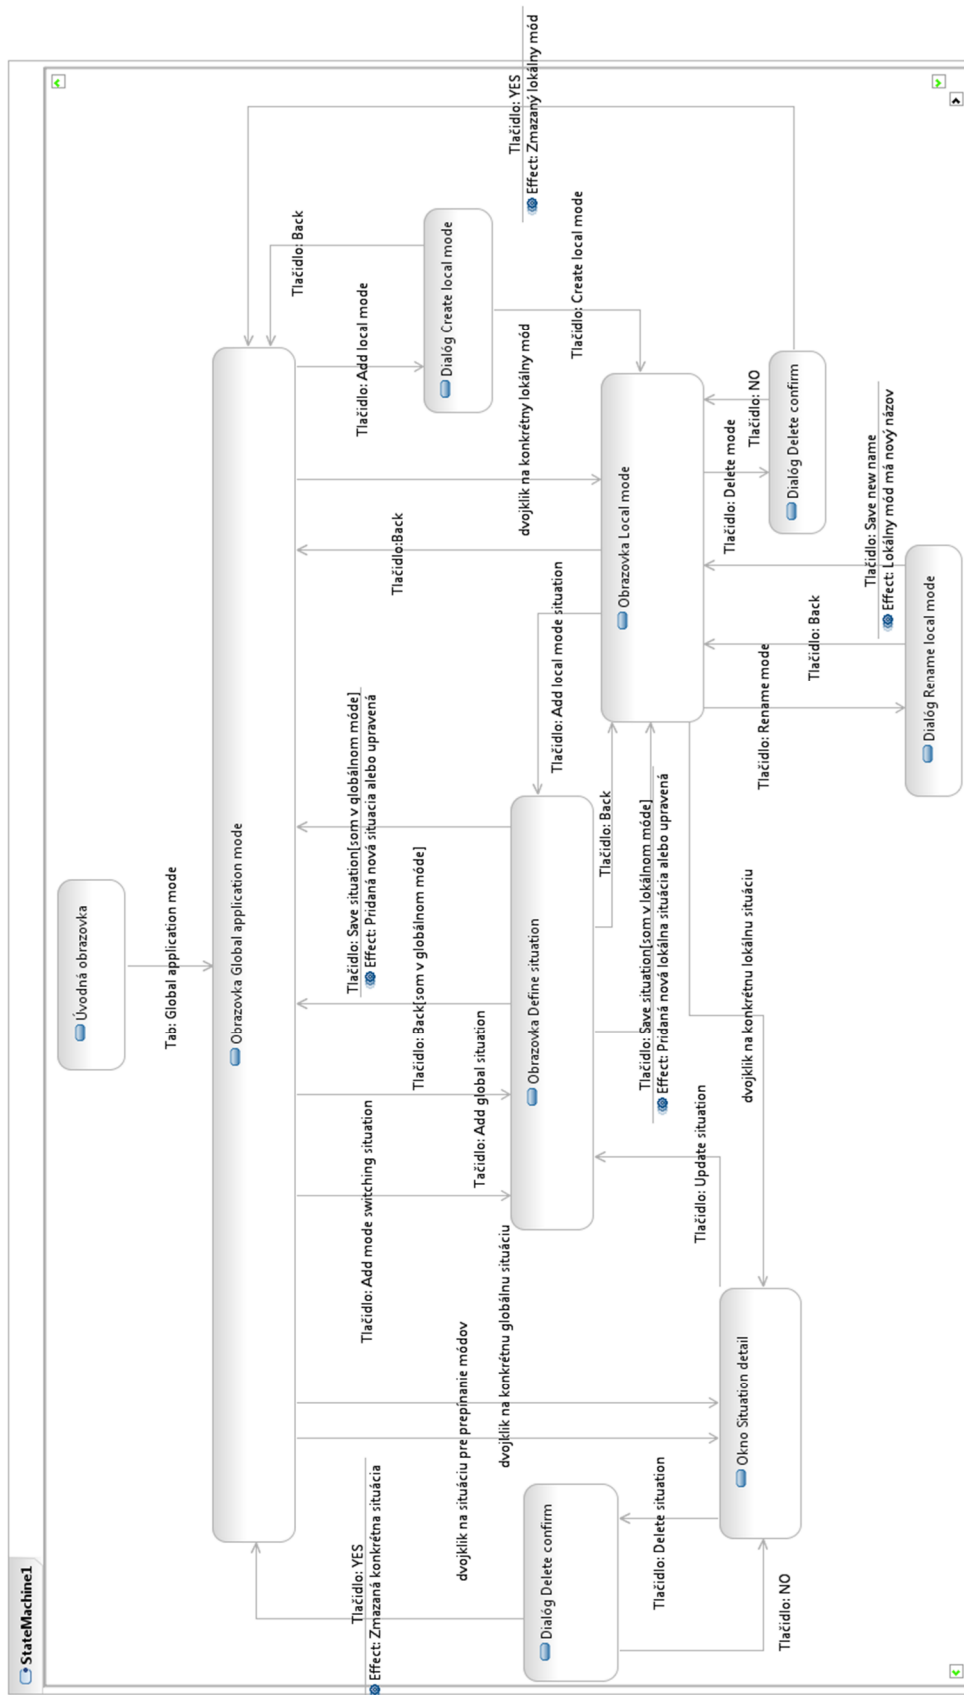 StateMachine1
Úvodná obrazovka
Tab: Global application mode
Obrazovka Global application mode
Tlačidlo: YES
Effect: Zmazaná konkrétna situácia
dvojklik na situáciu pre prepínanie módov
dvojklik na konkrétnu globálnu situáciu
Tlačidlo: Add mode switching situation
Tačidlo: Add global situation
Tlačidlo: Back[som v globálnom móde]
Tlačidlo: Save situation[som v globálnom móde]
Effect: Pridaná nová situacia alebo upravená
Tlačidlo:Back
dvojklik na konkrétny lokálny mód
Tlačidlo: Add local mode
Tlačidlo: Back
Tlačidlo: YES
Effect: Zmazaný lokálny mód
Dialóg Create local mode
Tlačidlo: Create local mode
Dialóg Delete confirm
Obrazovka Define situation
Tlačidlo: Add local mode situation
Obrazovka Local mode
Tlačidlo: Back
Tlačidlo: Save situation[som v lokálnom móde]
Effect: Pridaná nová lokálna situácia alebo upravená
Tlačidlo: Delete situation
Tlačidlo: NO
Okno Situation detail
Tlačidlo: Update situation
dvojklik na konkrétnu lokálnu situáciu
Tlačidlo: Delete mode
Tlačidlo: NO
Dialóg Delete confirm
Tlačidlo: Rename mode
Tlačidlo: Back
Tlačidlo: Save new name
Effect: Lokálny mód má nový názov
Dialóg Rename local mode